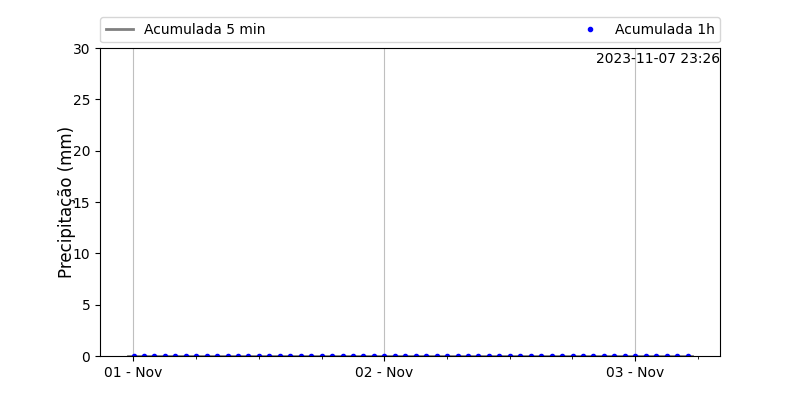 Acumulada 5 min
Acumulada 1h
2023-11-07 23:26
Precipitação (mm)
30
25
20
15
10
5
0
01 - Nov
02 - Nov
03 - Nov